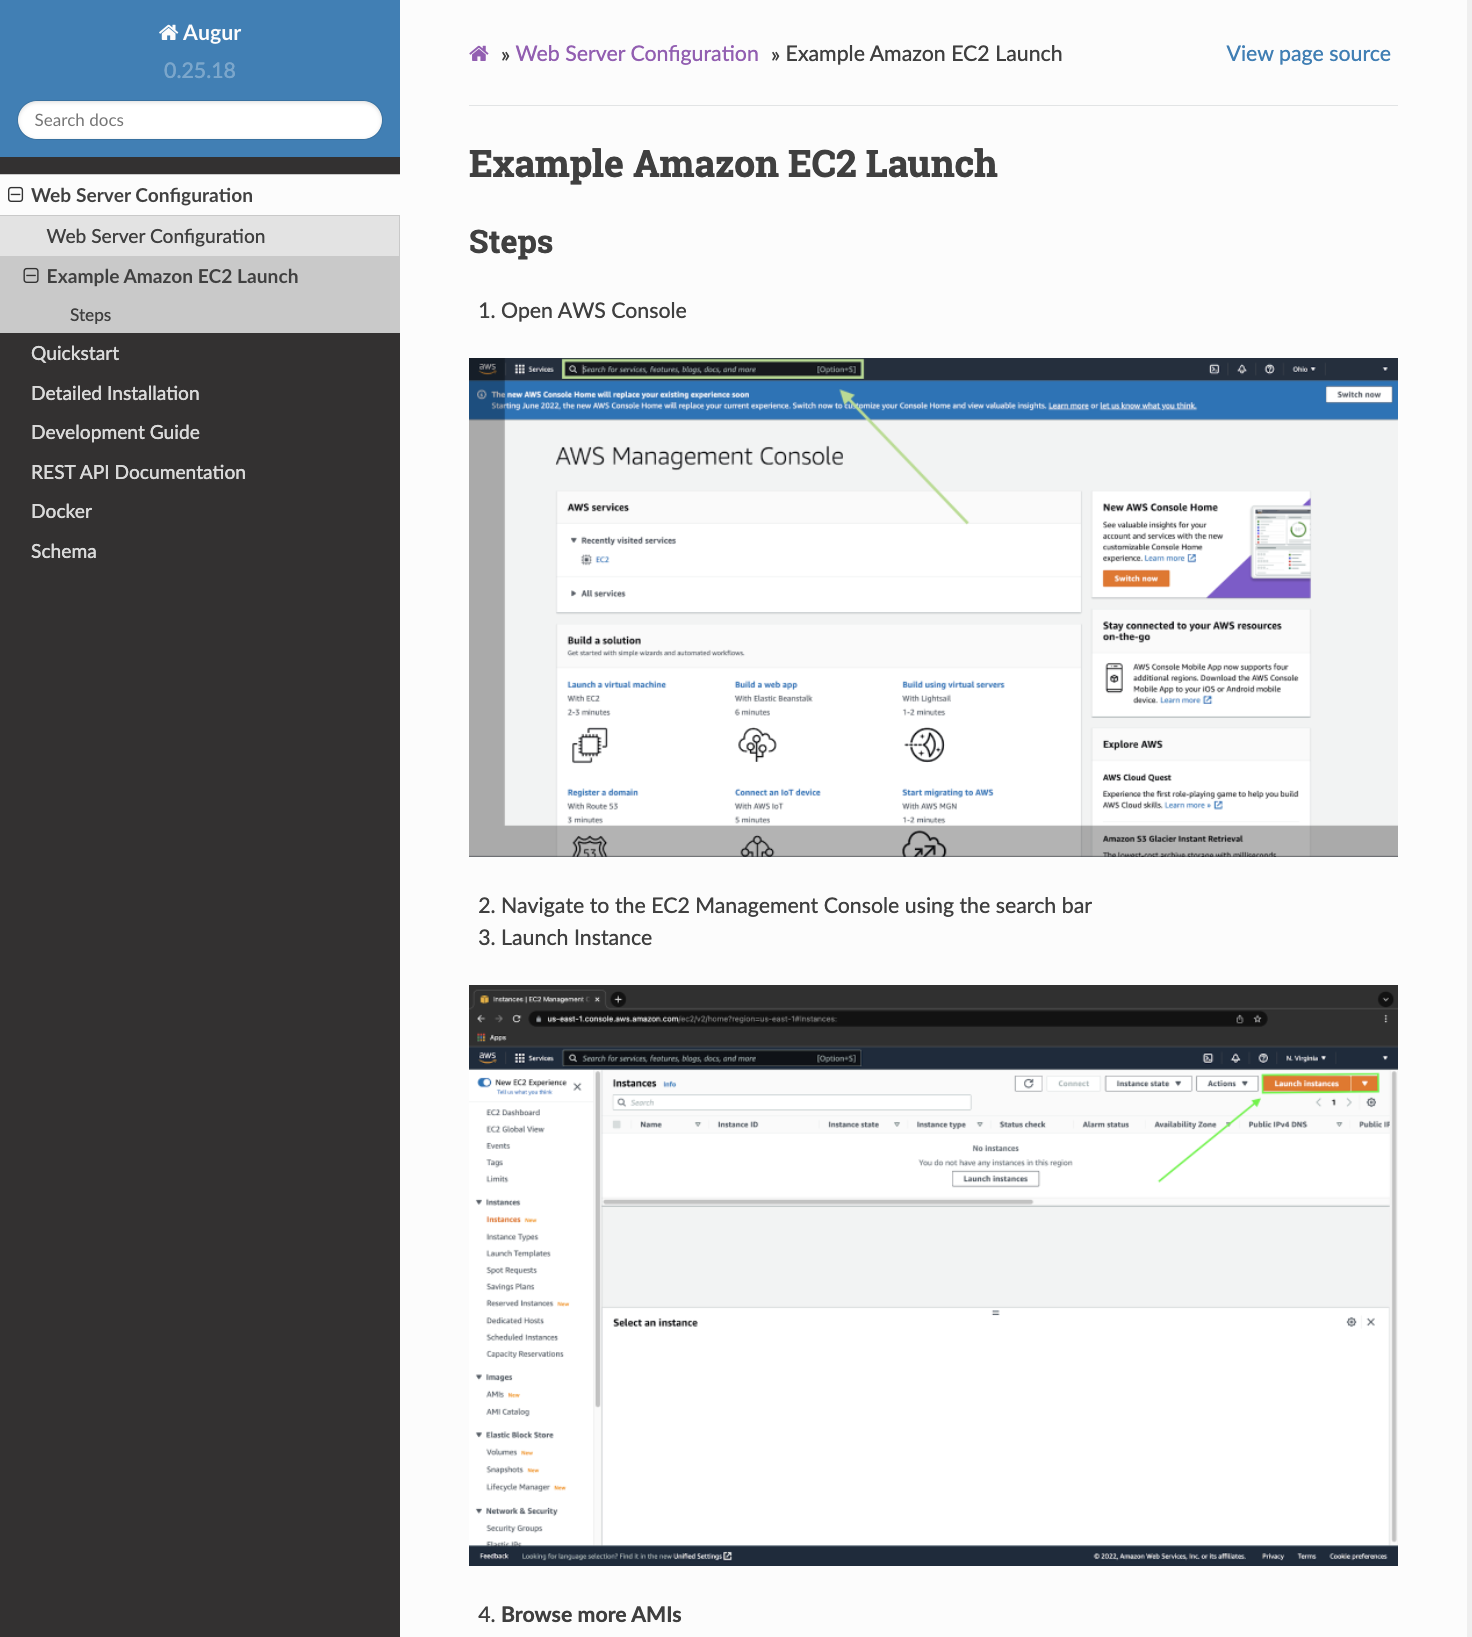 Augur
0.25.18
Search docs
Web Server Configuration
Web Server Configuration
Example Amazon EC2 Launch
Steps
Quickstart
Detailed Installation
Development Guide
REST API Documentation
Docker
Schema
» Web Server Configuration » Example Amazon EC2 Launch
View page source
Example Amazon EC2 Launch
Steps
1. Open AWS Console
aws Services Search for services, features, blogs, docs, and more [Option+S] Ohio
The new AWS Console Home will replace your existing experience soon
Starting June 2022, the new AWS Console Home will replace your current experience. Switch now to customize your Console Home and view valuable insights. Learn more or let us know what you think.
Switch now
AWS Management Console
AWS services
Recently visited services
EC2
All services
Build a solution
Get started with simple wizards and automated workflows.
Launch a virtual machine
With EC2
2-3 minutes
Build a web app
With Elastic Beanstalk
6 minutes
Build using virtual servers
With Lightsail
1-2 minutes
Register a domain
With Route 53
3 minutes
53
Connect an IoT device
With AWS IoT
5 minutes
Start migrating to AWS
With AWS MGN
1-2 minutes
New AWS Console Home
See valuable insights for your
account and services with the new
customizable Console Home
experience. Learn more
Switch now
Stay connected to your AWS resources
on-the-go
AWS Console Mobile App now supports four
additional regions. Download the AWS Console
Mobile App to your iOS or Android mobile
device. Learn more
Explore AWS
AWS Cloud Quest
Experience the first role-playing game to help you build
AWS Cloud skills. Learn more »
Amazon S3 Glacier Instant Retrieval
The lowest-cost archive storage with milliseconds
2. Navigate to the EC2 Management Console using the search bar
3. Launch Instance
Instances | EC2 Management C
us-east-1.console.aws.amazon.com/ec2/v2/home?region=us-east-1#Instances:
Apps
aws Services Search for services, features, blogs, docs, and more [Option+S] N. Virginia
New EC2 Experience
Tell us what you think
EC2 Dashboard
EC2 Global View
Events
Tags
Limits
Instances
Instances New
Instance Types
Launch Templates
Spot Requests
Savings Plans
Reserved Instances New
Dedicated Hosts
Scheduled Instances
Capacity Reservations
Images
AMIs New
AMI Catalog
Elastic Block Store
Volumes New
Snapshots New
Lifecycle Manager New
Network & Security
Security Groups
Elastic IPs
Instances Info
Connect Instance state Actions Launch instances
Search
1
Name Instance ID Instance state Instance type Status check Alarm status Availability Zone Public IPv4 DNS Public IP
No instances
You do not have any instances in this region
Launch instances
Select an instance
Feedback Looking for language selection? Find it in the new Unified Settings © 2022, Amazon Web Services, Inc. or its affiliates. Privacy Terms Cookie preferences
4. Browse more AMIs